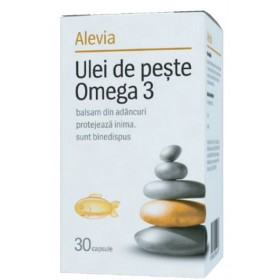 Alevia
Ulei de pește
Omega 3
balsam din adâncuri
protejează inima.
sunt binedispus
30 capsule